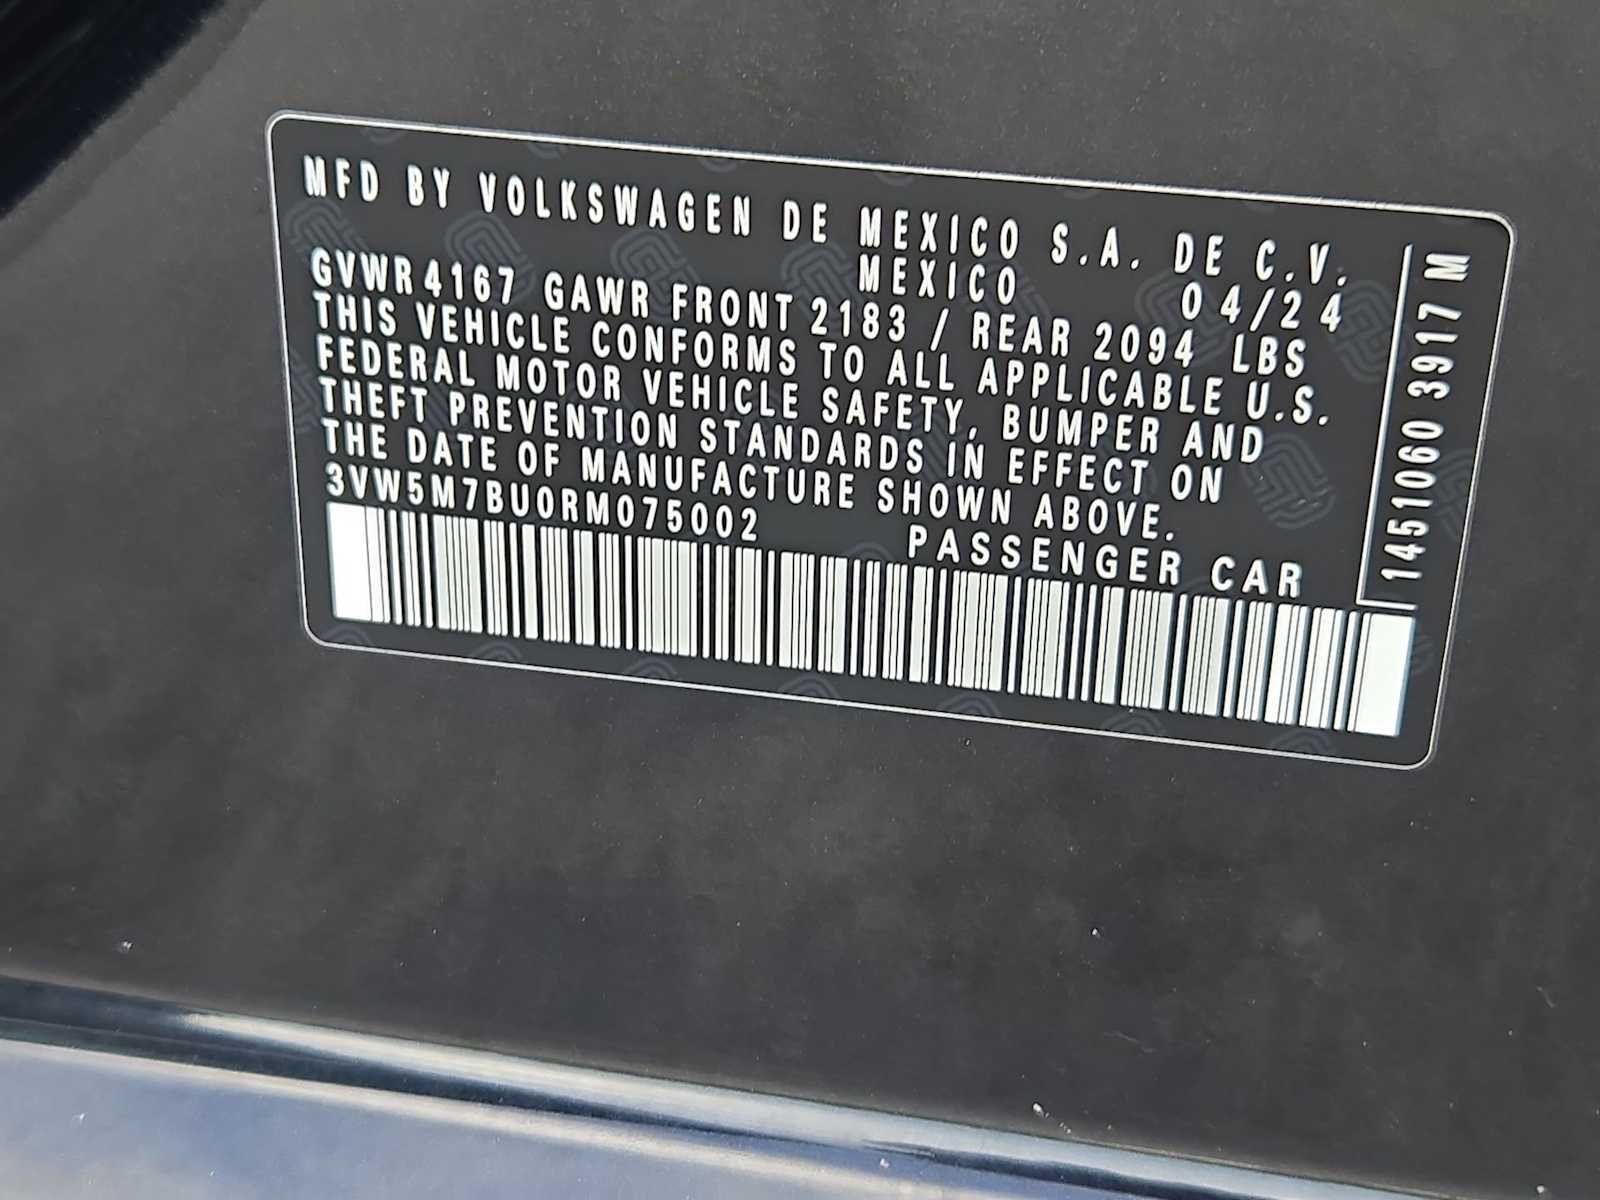 MFD BY VOLKSWAGEN DE MEXICO S.A. DE C.V.
MEXICO 04/24
GVWR 4167 GAWR FRONT 2183 / REAR 2094 LBS
THIS VEHICLE CONFORMS TO ALL APPLICABLE U.S.
FEDERAL MOTOR VEHICLE SAFETY, BUMPER AND
THEFT PREVENTION STANDARDS IN EFFECT ON
THE DATE OF MANUFACTURE SHOWN ABOVE.
3VW5M7BU0RM075002 PASSENGER CAR
1451060 3917 M